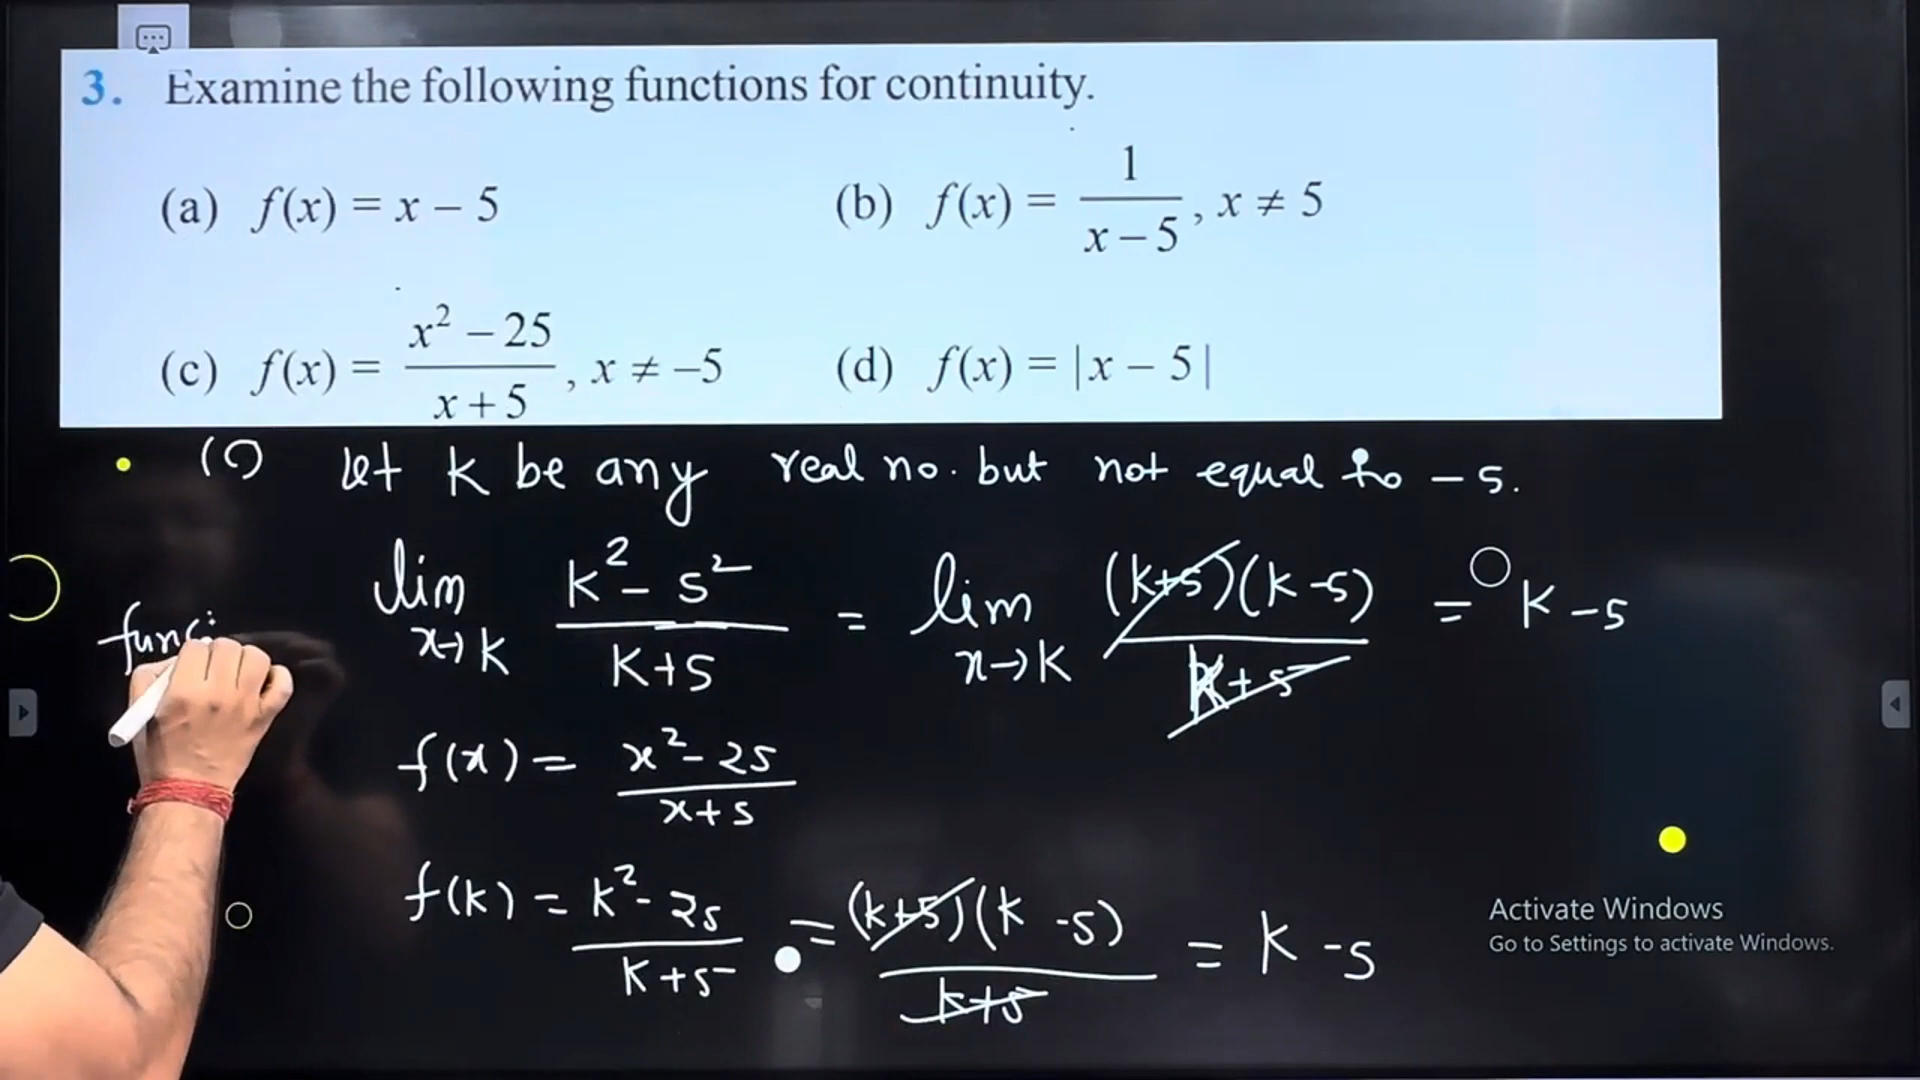 3. Examine the following functions for continuity.
(a) f(x) = x – 5
(b) f(x) = 1/(x – 5), x ≠ 5
(c) f(x) = (x² – 25)/(x + 5), x ≠ –5
(d) f(x) = |x – 5|
(c) Let K be any real no. but not equal to – 5.
lim x→K (K² – 5²)/(K+5) = lim x→K (K+5)(K-5)/(K+5) = K – 5
func
f(x) = (x² – 25)/(x+5)
f(k) = (k² – 25)/(K+5) = (k+5)(k -5)/(k+5) = K - 5
Activate Windows
Go to Settings to activate Windows.